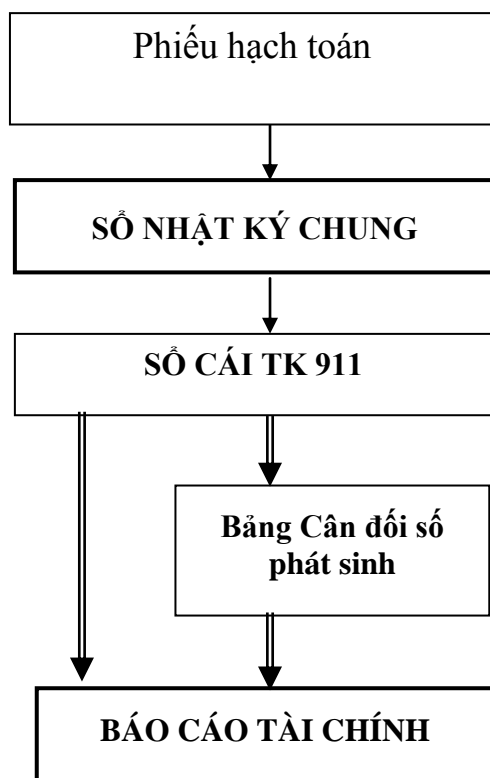 Phiếu hạch toán
SỔ NHẬT KÝ CHUNG
SỔ CÁI TK 911
Bảng Cân đối số
phát sinh
BÁO CÁO TÀI CHÍNH